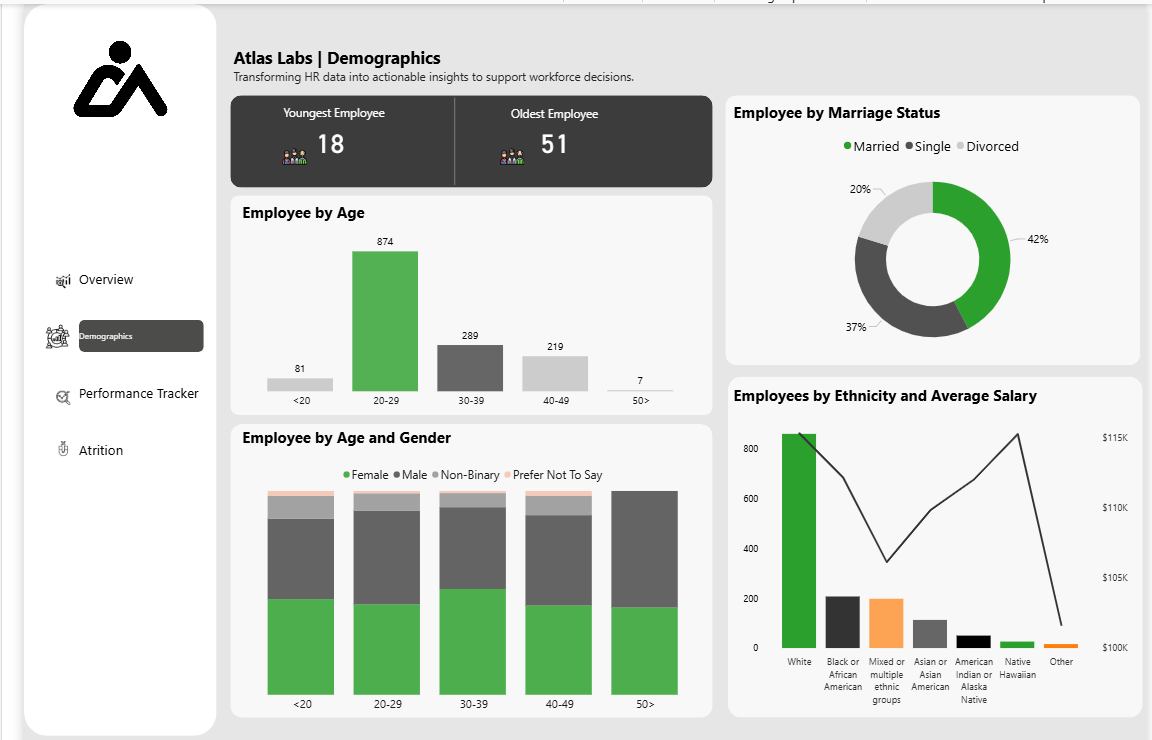 Atlas Labs | Demographics
Transforming HR data into actionable insights to support workforce decisions.
Overview
Demographics
Performance Tracker
Atrition
Youngest Employee
18
Oldest Employee
51
Employee by Age
874
289
219
81
7
<20
20-29
30-39
40-49
50>
Employee by Age and Gender
Female
Male
Non-Binary
Prefer Not To Say
<20
20-29
30-39
40-49
50>
Employee by Marriage Status
Married
Single
Divorced
20%
42%
37%
Employees by Ethnicity and Average Salary
800
600
400
200
0
$115K
$110K
$105K
$100K
White
Black or
African
American
Mixed or
multiple
ethnic
groups
Asian or
Asian
American
American
Indian or
Alaska
Native
Native
Hawaiian
Other